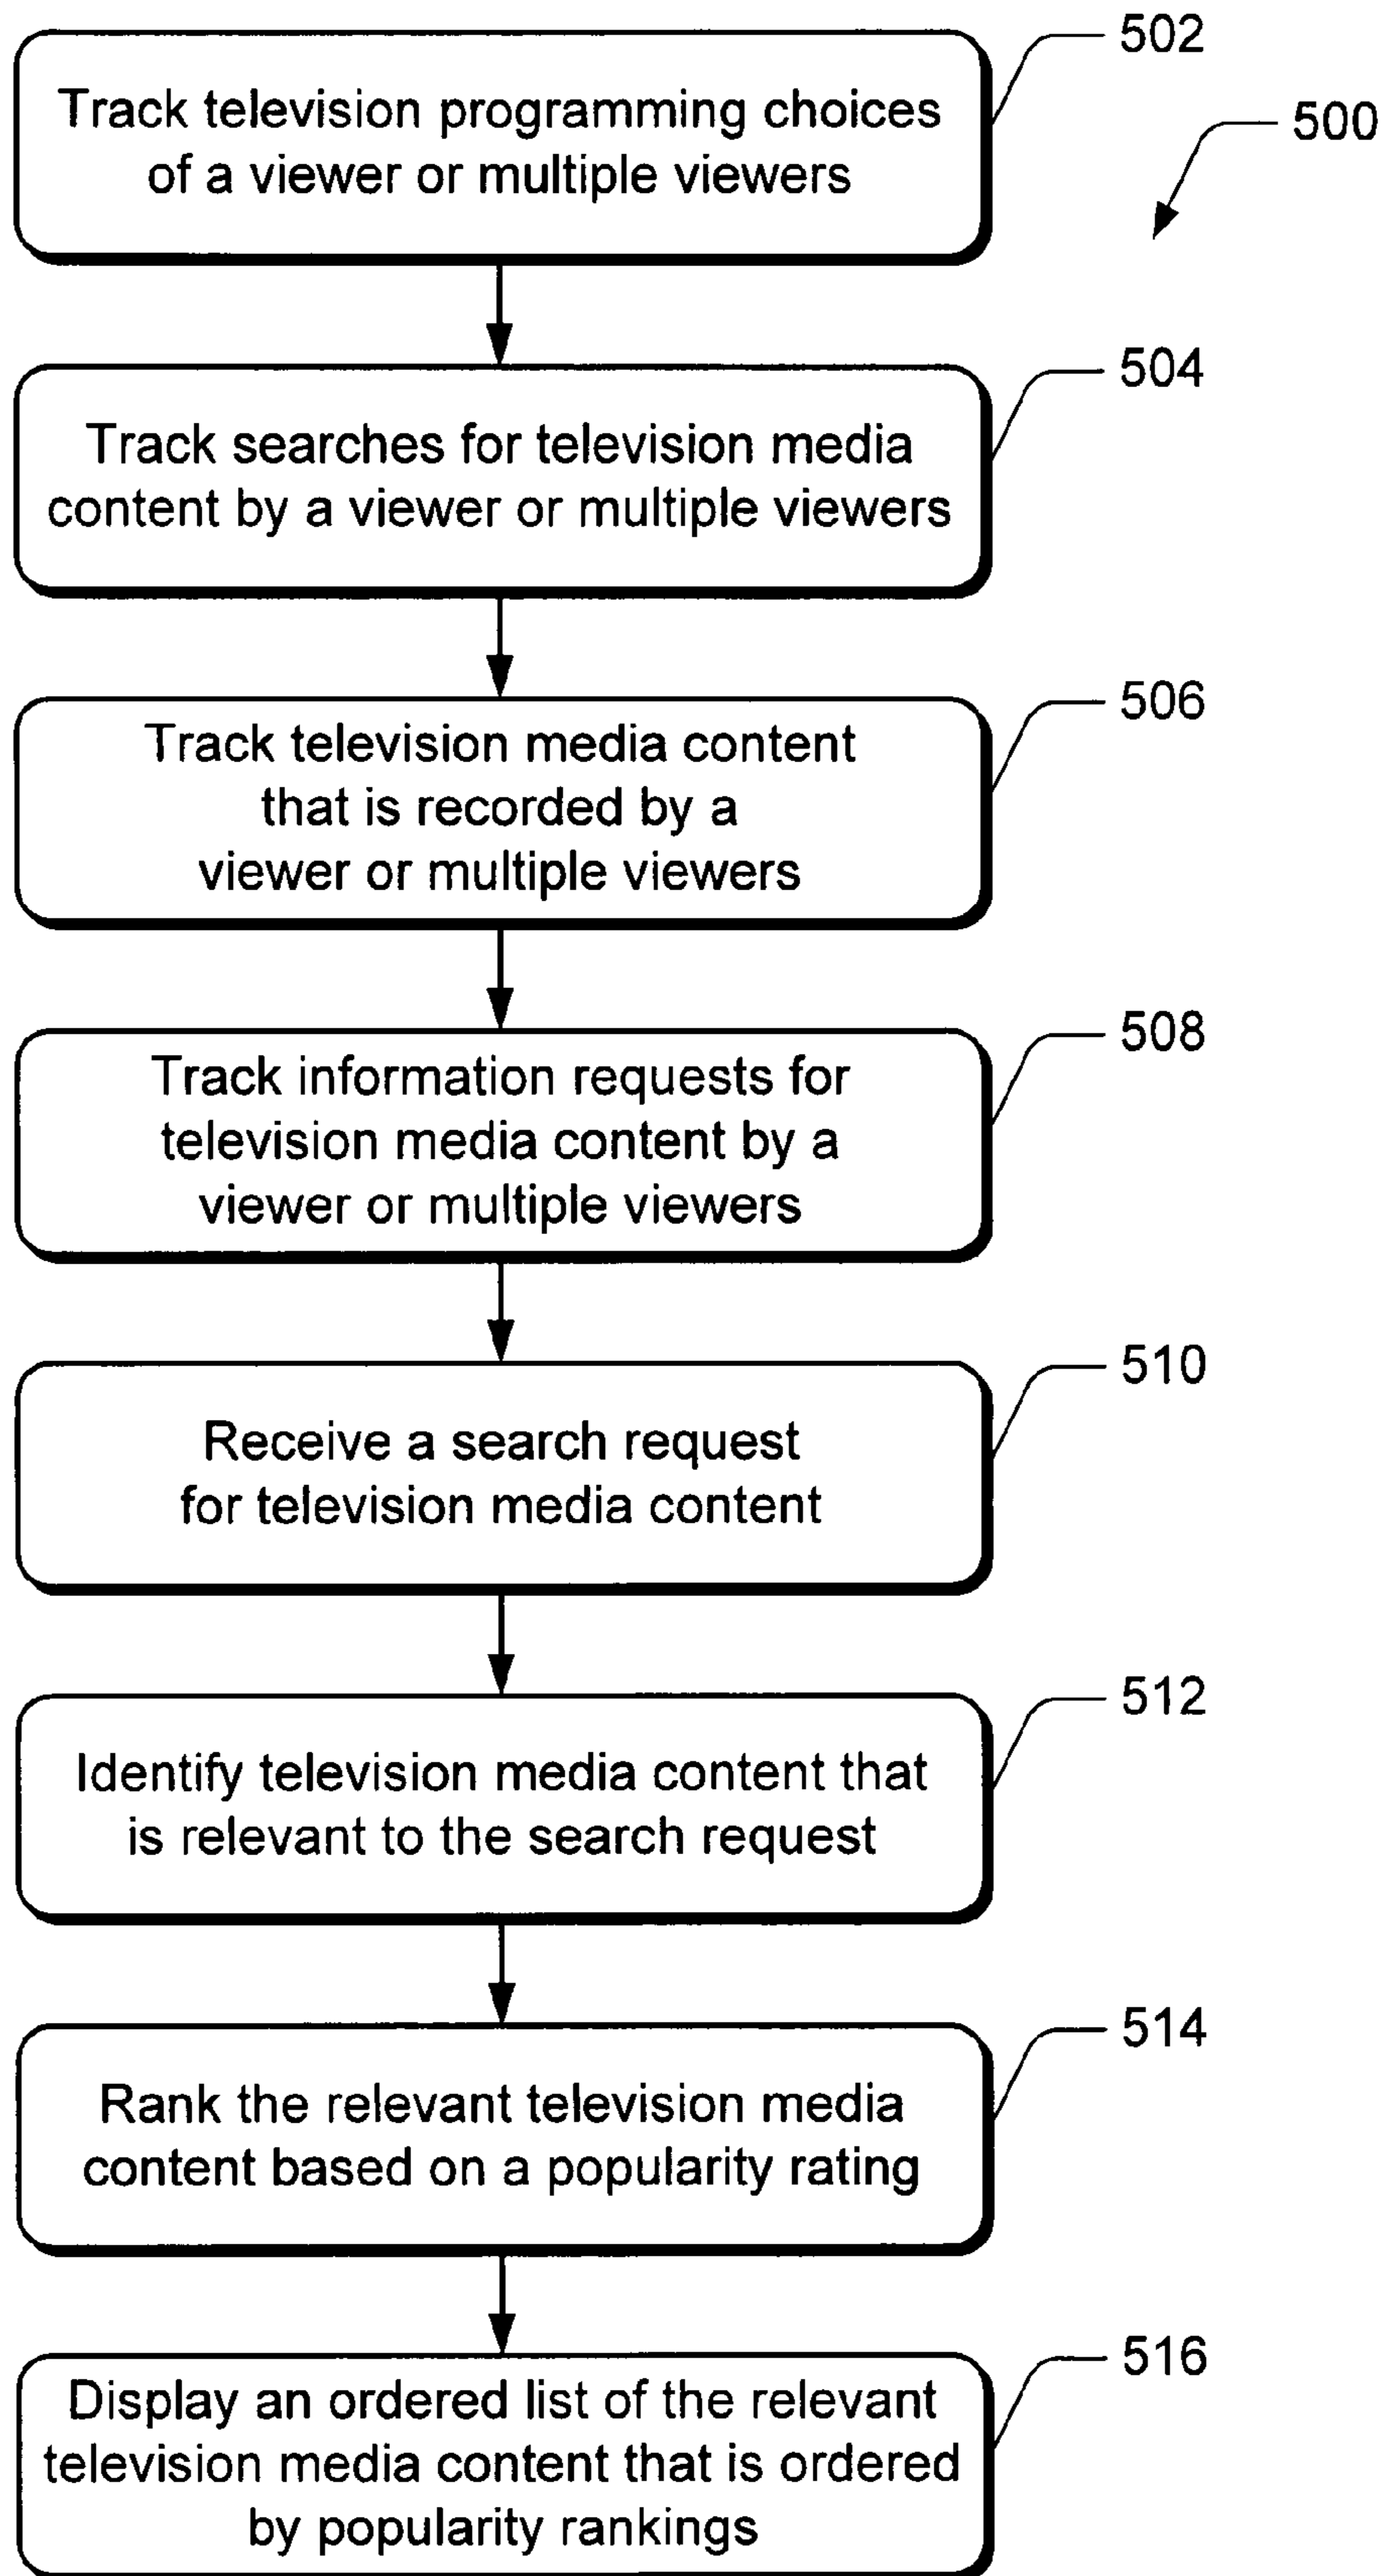 502
500
Track television programming choices
of a viewer or multiple viewers
504
Track searches for television media
content by a viewer or multiple viewers
506
Track television media content
that is recorded by a
viewer or multiple viewers
508
Track information requests for
television media content by a
viewer or multiple viewers
510
Receive a search request
for television media content
512
Identify television media content that
is relevant to the search request
514
Rank the relevant television media
content based on a popularity rating
516
Display an ordered list of the relevant
television media content that is ordered
by popularity rankings